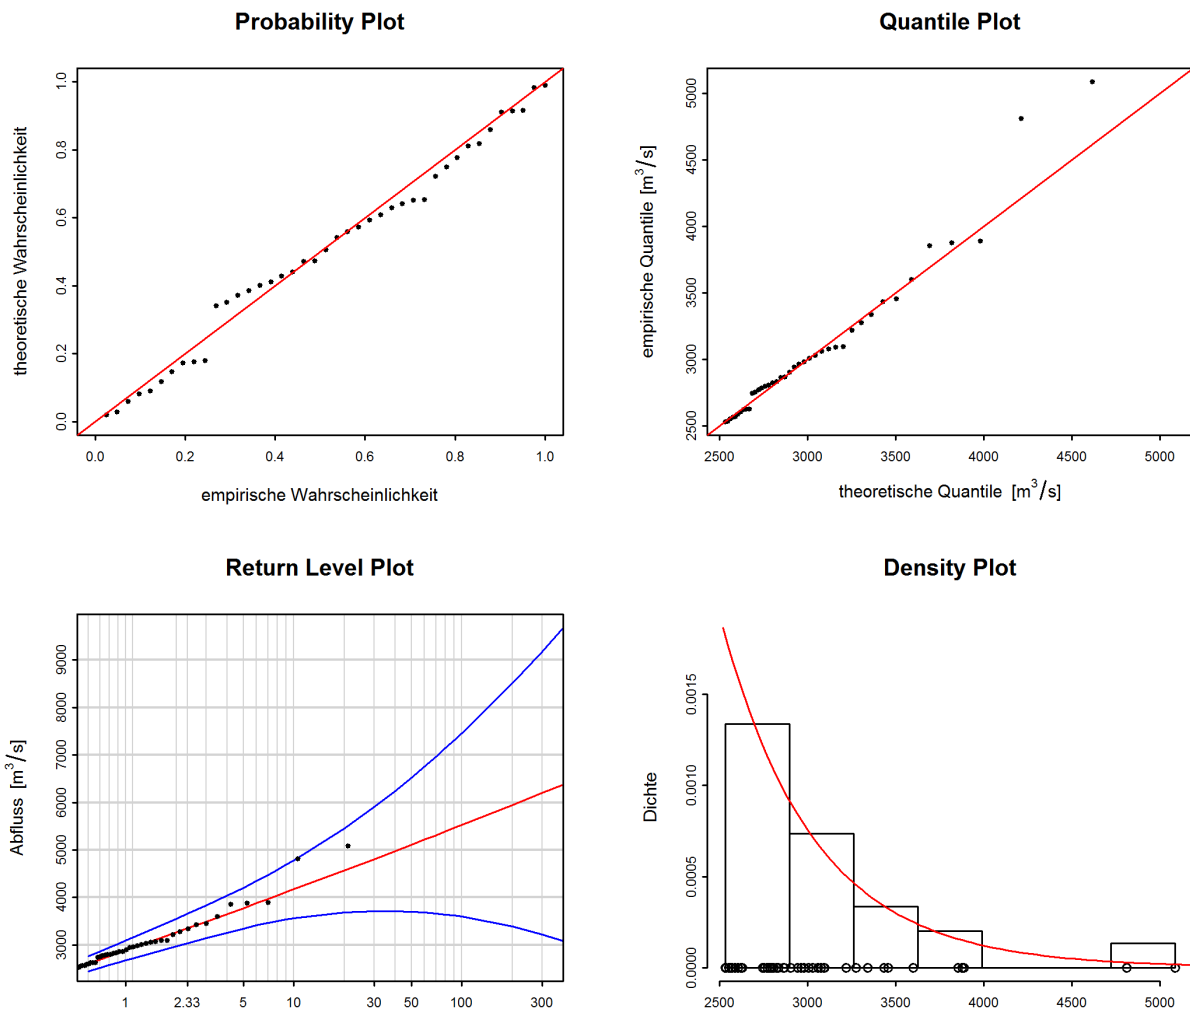 Probability Plot
theoretische Wahrscheinlichkeit
0.0 0.2 0.4 0.6 0.8 1.0
0.0 0.2 0.4 0.6 0.8 1.0
empirische Wahrscheinlichkeit
Quantile Plot
empirische Quantile [m³/s]
2500 3000 3500 4000 4500 5000
2500 3000 3500 4000 4500 5000
theoretische Quantile [m³/s]
Return Level Plot
Abfluss [m³/s]
3000 4000 5000 6000 7000 8000 9000
1 2.33 5 10 30 50 100 300
Density Plot
Dichte
0.0000 0.0005 0.0010 0.0015
2500 3000 3500 4000 4500 5000